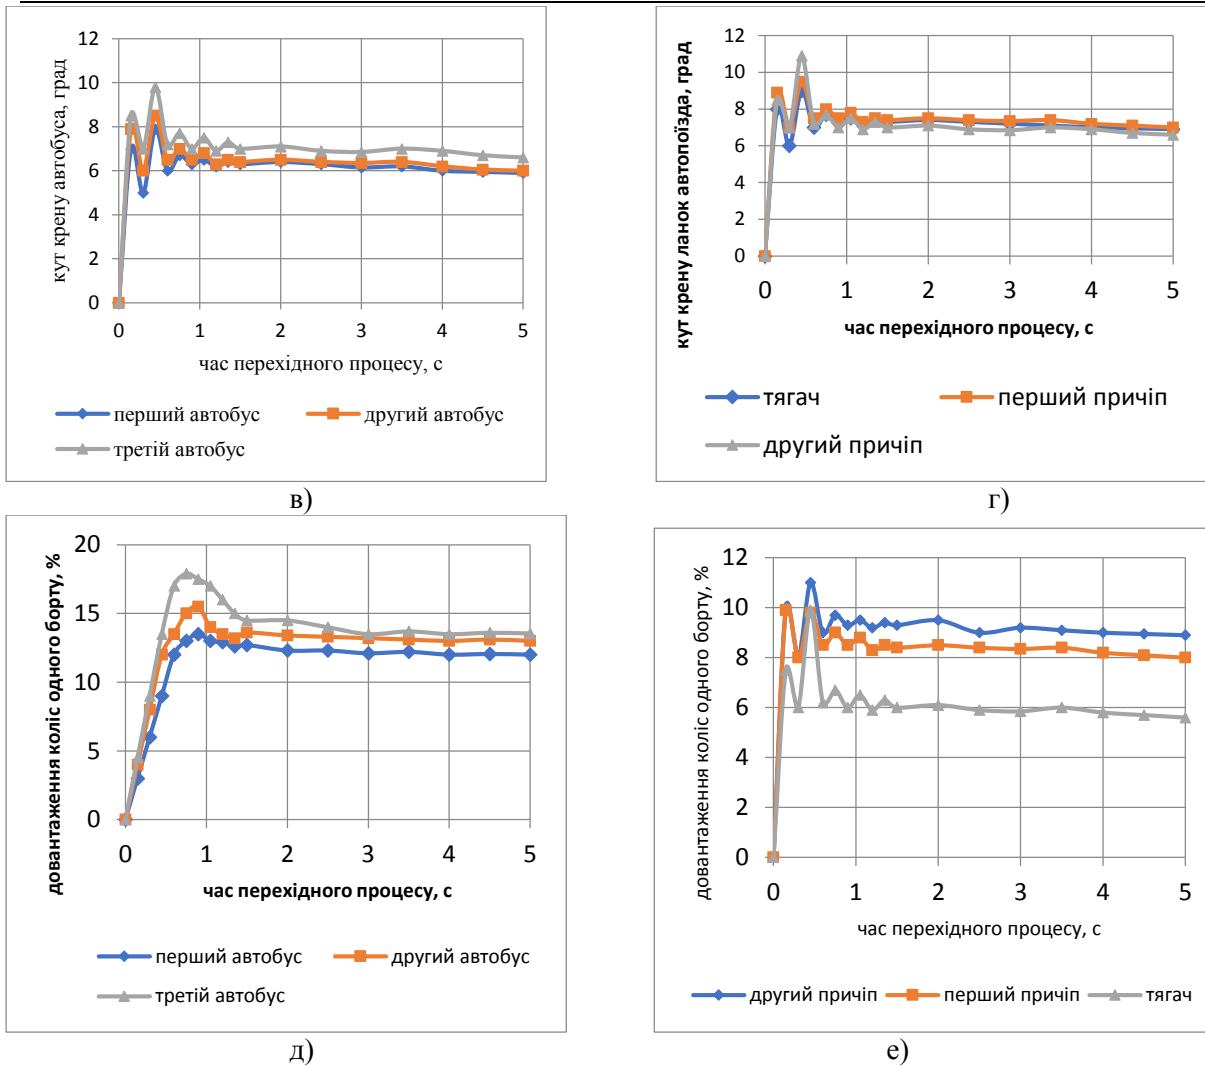 12
10
8
6
4
2
0
0 1 2 3 4 5
кут крену автобуса, град
час перехідного процесу, с
перший автобус
другий автобус
третій автобус
в)
12
10
8
6
4
2
0
0 1 2 3 4 5
кут крену ланок автопоїзда, град
час перехідного процесу, с
тягач
перший причіп
другий причіп
г)
20
15
10
5
0
0 1 2 3 4 5
довантаження коліс одного борту, %
час перехідного процесу, с
перший автобус
другий автобус
третій автобус
д)
12
10
8
6
4
2
0
0 1 2 3 4 5
довантаження коліс одного борту, %
час перехідного процесу, с
другий причіп
перший причіп
тягач
е)